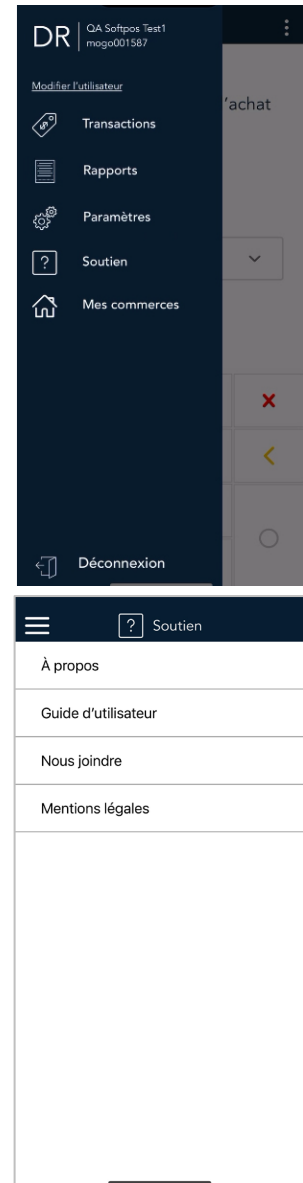 DR
QA Softpos Test1
mogo001587
Modifier l'utilisateur
'achat
Transactions
Rapports
Paramètres
? Soutien
Mes commerces
Déconnexion
? Soutien
À propos
Guide d'utilisateur
Nous joindre
Mentions légales